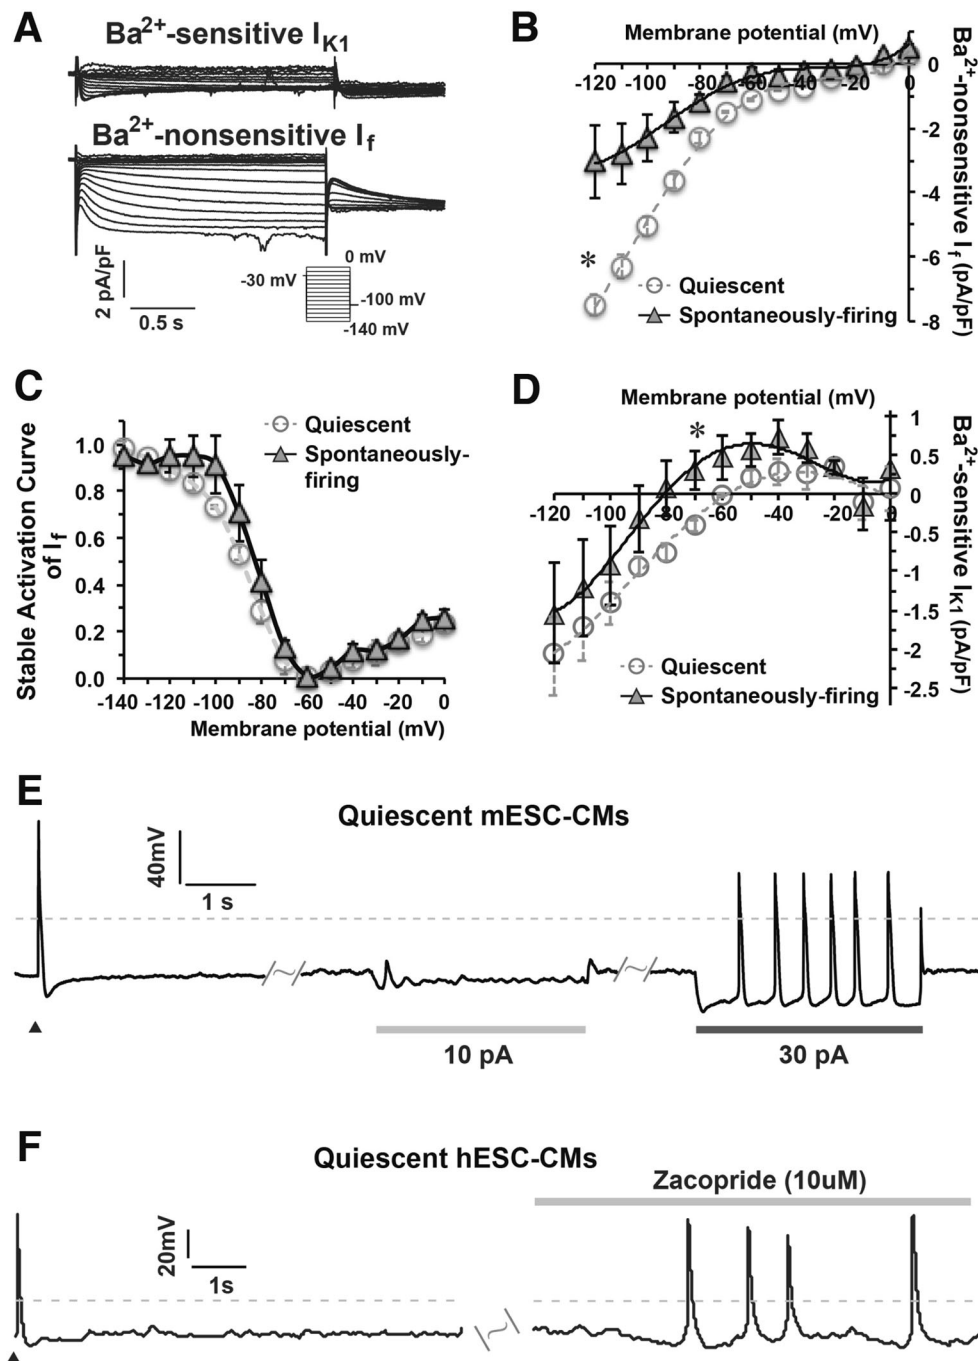 A
Ba²⁺-sensitive I_K1
Ba²⁺-nonsensitive I_f
2 pA/pF
0.5 s
0 mV
-30 mV
-100 mV
-140 mV
B
Membrane potential (mV)
-120 -100 -80 -60 -40 -20 0
0
-2
-4
-6
-8
Ba²⁺-nonsensitive I_f (pA/pF)
*
Quiescent
Spontaneously-firing
C
Stable Activation Curve
of I_f
1.0
0.8
0.6
0.4
0.2
0.0
-140 -120 -100 -80 -60 -40 -20 0
Membrane potential (mV)
Quiescent
Spontaneously-
firing
D
Membrane potential (mV)
*
1
0.5
0
-0.5
-1
-1.5
-2
-2.5
-120 -100 -80 -60 -40 -20 0
Ba²⁺-sensitive I_K1 (pA/pF)
Quiescent
Spontaneously-firing
E
Quiescent mESC-CMs
40mV
1 s
10 pA
30 pA
F
Quiescent hESC-CMs
Zacopride (10uM)
20mV
1s